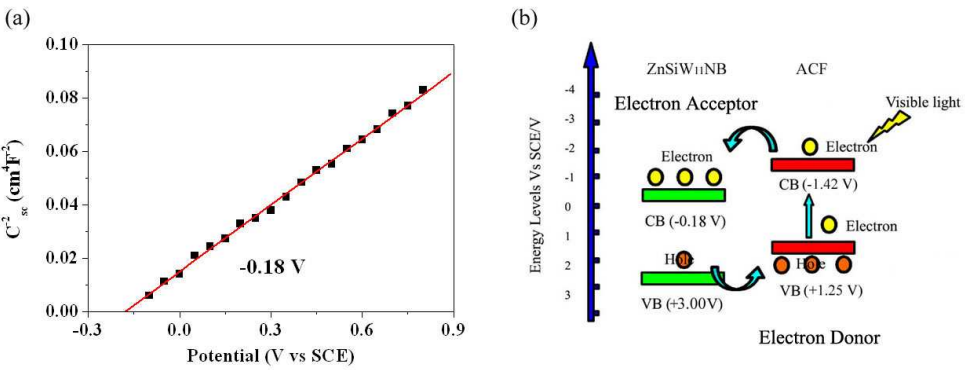 (a)
0.10
0.08
0.06
0.04
0.02
0.00
-0.3
0.0
0.3
0.6
0.9
C⁻²sc (cm⁴F⁻²)
-0.18 V
Potential (V vs SCE)
(b)
ZnSiW₁₁NB
ACF
Electron Acceptor
Visible light
Energy Levels Vs SCE/V
-4
-3
-2
-1
0
1
2
3
Electron
Electron
CB (-1.42 V)
CB (-0.18 V)
Electron
Hole
Hole
VB (+3.00V)
VB (+1.25 V)
Electron Donor